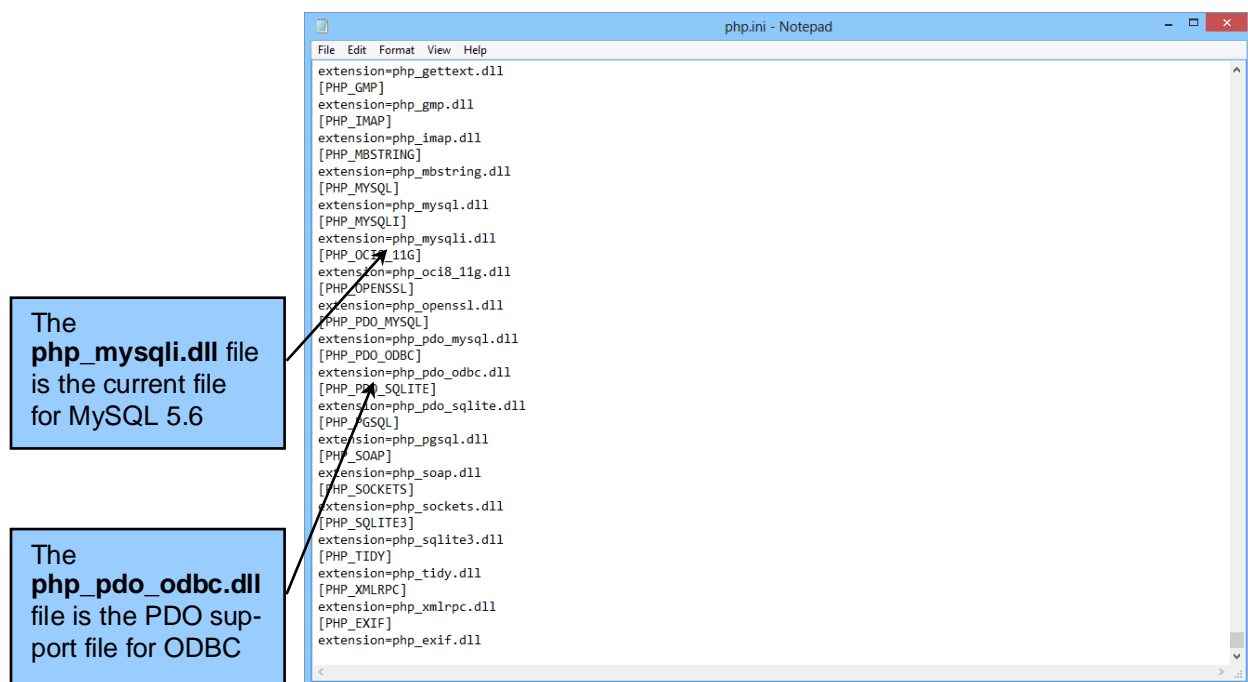 php.ini - Notepad
File Edit Format View Help
extension=php_gettext.dll
[PHP_GMP]
extension=php_gmp.dll
[PHP_IMAP]
extension=php_imap.dll
[PHP_MBSTRING]
extension=php_mbstring.dll
[PHP_MYSQL]
extension=php_mysql.dll
[PHP_MYSQLI]
extension=php_mysqli.dll
[PHP_OCI8_11G]
extension=php_oci8_11g.dll
[PHP_OPENSSL]
extension=php_openssl.dll
[PHP_PDO_MYSQL]
extension=php_pdo_mysql.dll
[PHP_PDO_ODBC]
extension=php_pdo_odbc.dll
[PHP_PDO_SQLITE]
extension=php_pdo_sqlite.dll
[PHP_PGSQL]
extension=php_pgsql.dll
[PHP_SOAP]
extension=php_soap.dll
[PHP_SOCKETS]
extension=php_sockets.dll
[PHP_SQLITE3]
extension=php_sqlite3.dll
[PHP_TIDY]
extension=php_tidy.dll
[PHP_XMLRPC]
extension=php_xmlrpc.dll
[PHP_EXIF]
extension=php_exif.dll
The
php_mysqli.dll file
is the current file
for MySQL 5.6
The
php_pdo_odbc.dll
file is the PDO sup-
port file for ODBC